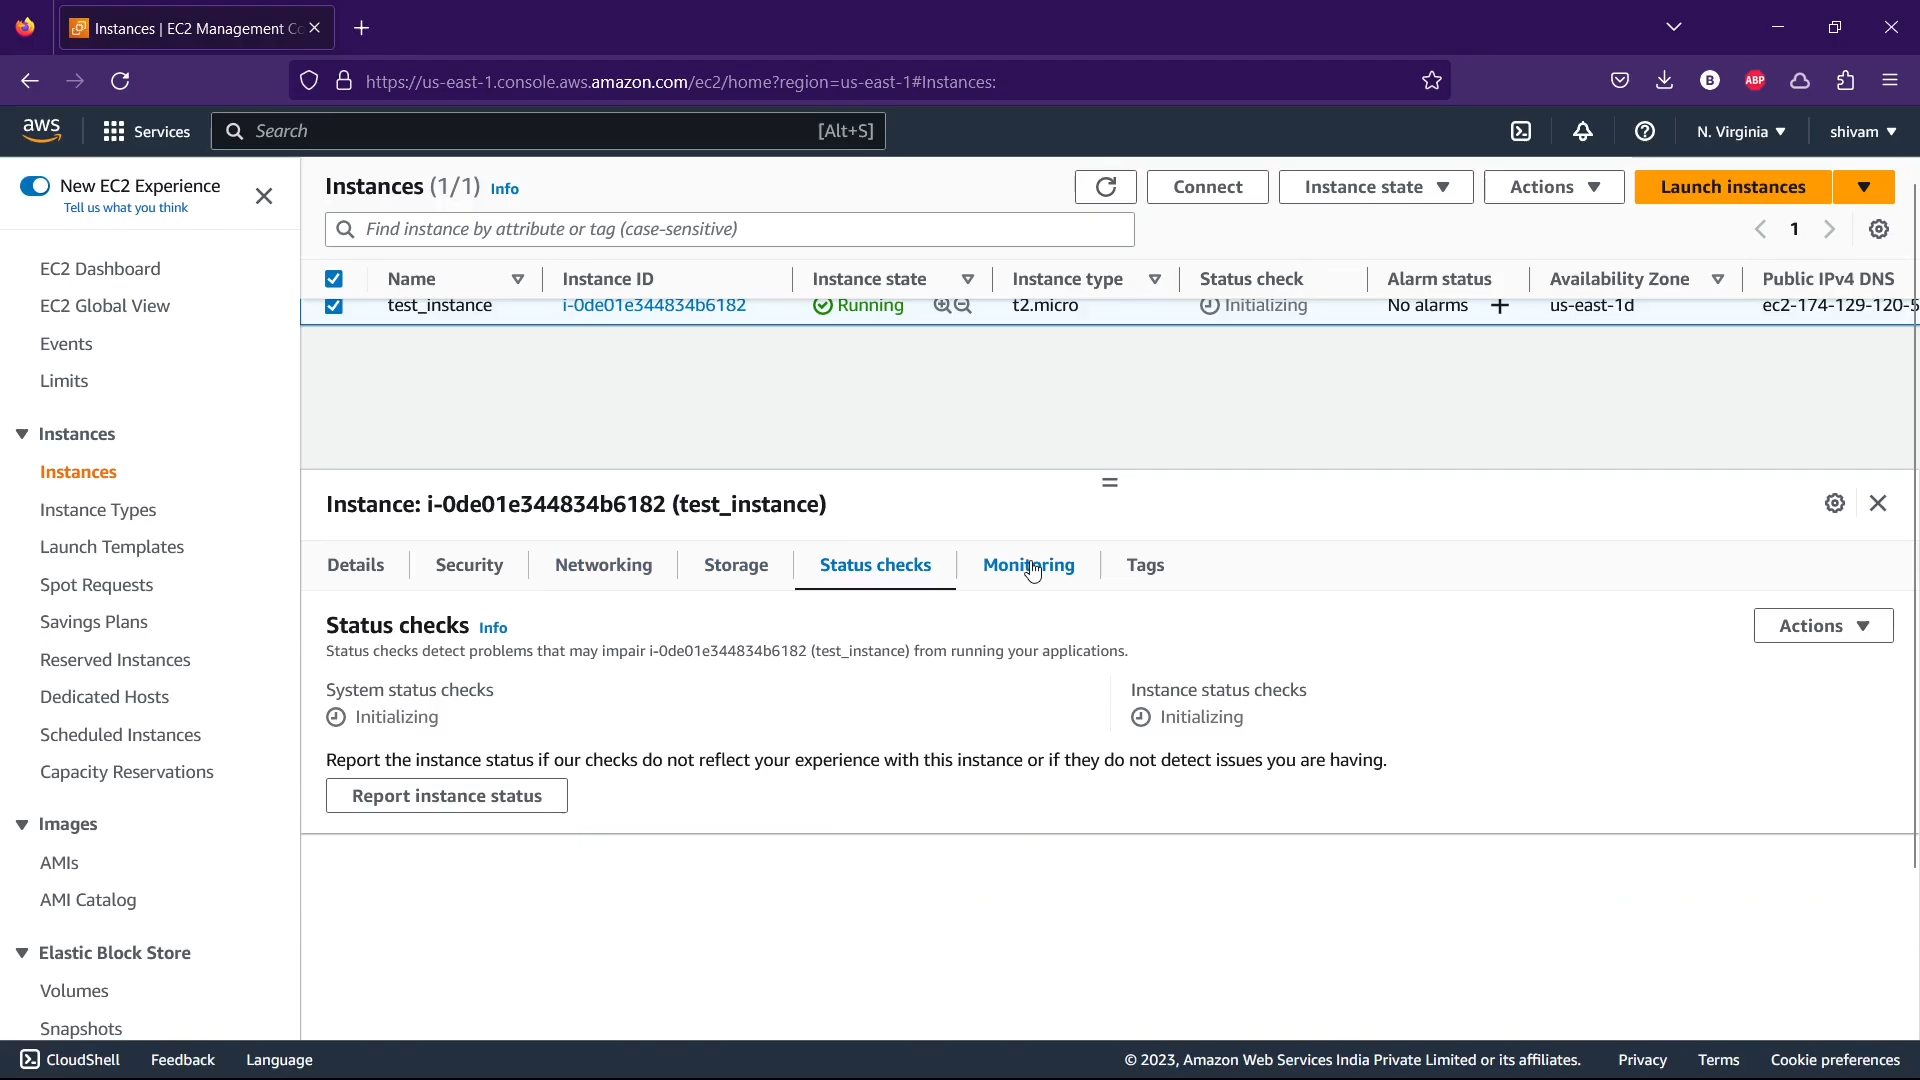 Instances | EC2 Management Co
https://us-east-1.console.aws.amazon.com/ec2/home?region=us-east-1#Instances:
B
ABP
aws
Services
Search
[Alt+S]
N. Virginia
shivam
New EC2 Experience
Tell us what you think
EC2 Dashboard
EC2 Global View
Events
Limits
Instances
Instances
Instance Types
Launch Templates
Spot Requests
Savings Plans
Reserved Instances
Dedicated Hosts
Scheduled Instances
Capacity Reservations
Images
AMIs
AMI Catalog
Elastic Block Store
Volumes
Snapshots
Instances (1/1) Info
Connect
Instance state
Actions
Launch instances
Find instance by attribute or tag (case-sensitive)
1
Name Instance ID Instance state Instance type Status check Alarm status Availability Zone Public IPv4 DNS
test_instance i-0de01e344834b6182 Running t2.micro Initializing No alarms + us-east-1d ec2-174-129-120-5
Instance: i-0de01e344834b6182 (test_instance)
Details Security Networking Storage Status checks Monitoring Tags
Status checks Info
Actions
Status checks detect problems that may impair i-0de01e344834b6182 (test_instance) from running your applications.
System status checks
Initializing
Instance status checks
Initializing
Report the instance status if our checks do not reflect your experience with this instance or if they do not detect issues you are having.
Report instance status
CloudShell Feedback Language
© 2023, Amazon Web Services India Private Limited or its affiliates. Privacy Terms Cookie preferences